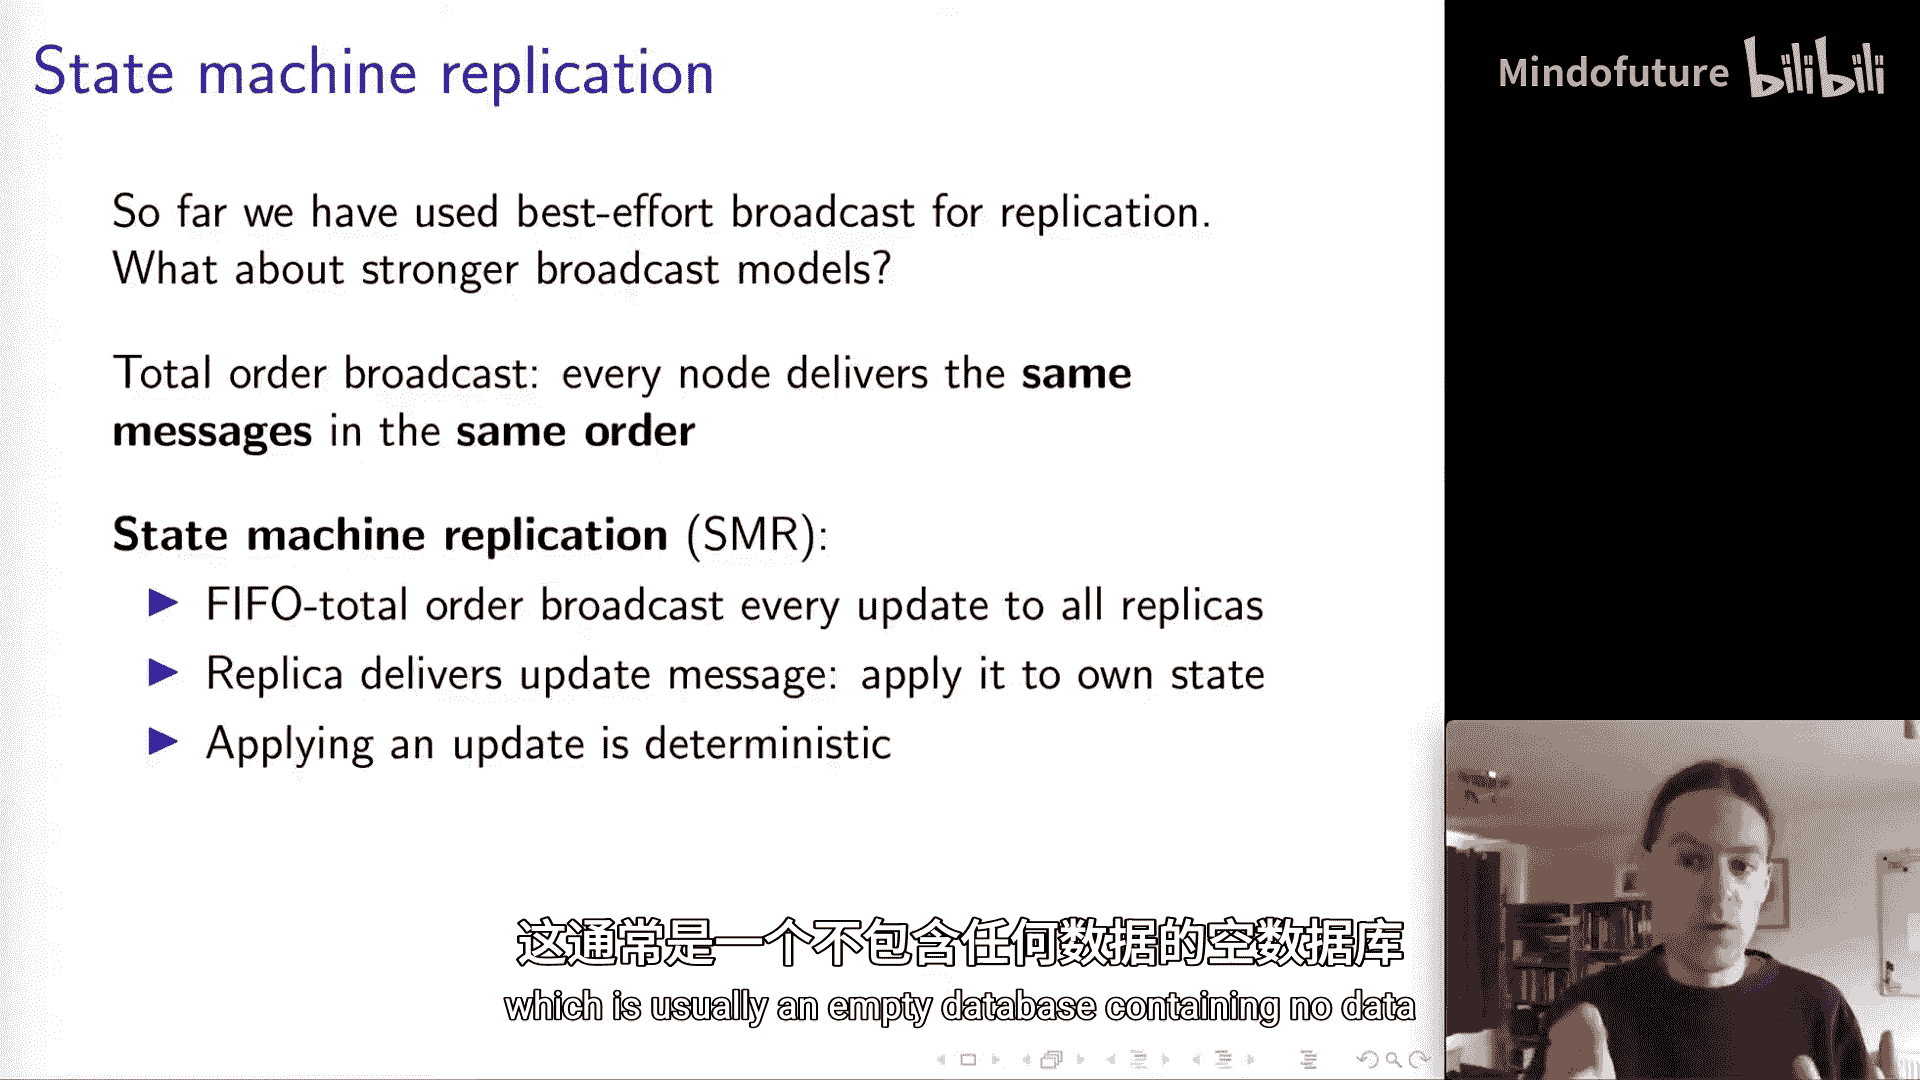 State machine replication
Mindofuture bilibili
So far we have used best-effort broadcast for replication.
What about stronger broadcast models?
Total order broadcast: every node delivers the same
messages in the same order
State machine replication (SMR):
FIFO-total order broadcast every update to all replicas
Replica delivers update message: apply it to own state
Applying an update is deterministic
这通常是一个不包含任何数据的空数据库
which is usually an empty database containing no data